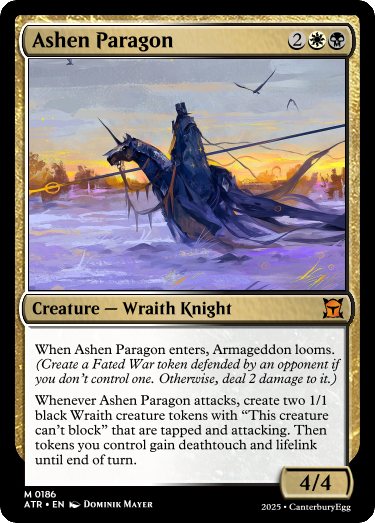 Ashen Paragon 2
Creature — Wraith Knight
When Ashen Paragon enters, Armageddon looms.
(Create a Fated War token defended by an opponent if
you don't control one. Otherwise, deal 2 damage to it.)
Whenever Ashen Paragon attacks, create two 1/1
black Wraith creature tokens with “This creature
can't block” that are tapped and attacking. Then
tokens you control gain deathtouch and lifelink
until end of turn.
4/4
M 0186
ATR • EN Dominik Mayer
2025 • CanterburyEgg